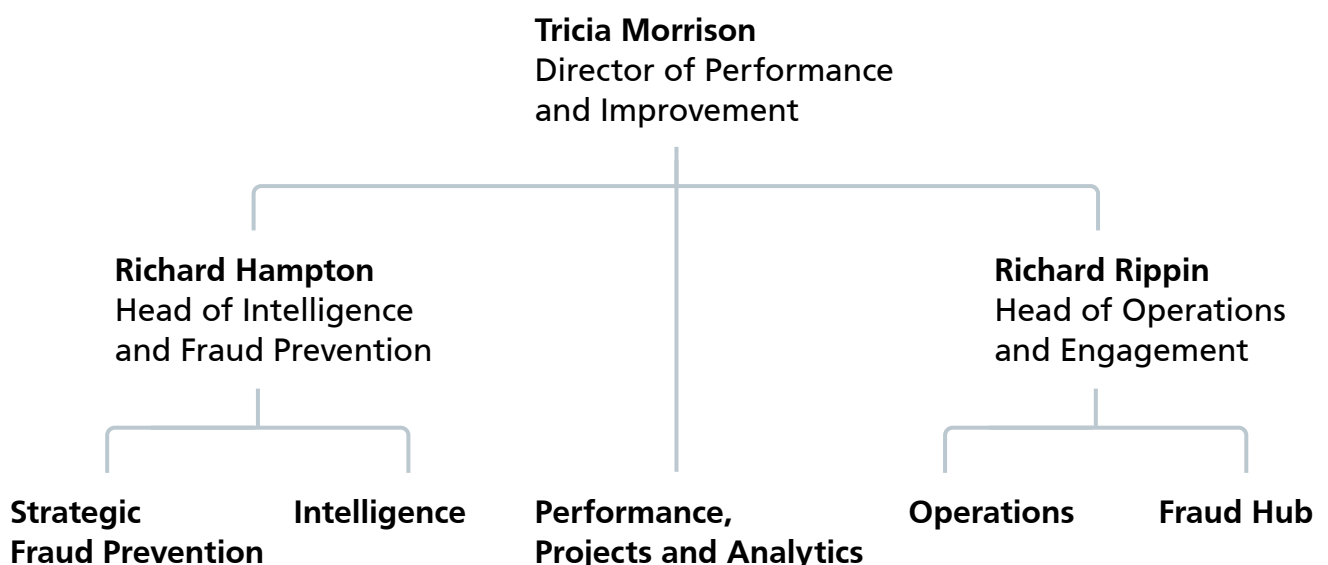 Tricia Morrison
Director of Performance
and Improvement
Richard Hampton
Head of Intelligence
and Fraud Prevention
Richard Rippin
Head of Operations
and Engagement
Strategic
Fraud Prevention
Intelligence
Performance,
Projects and Analytics
Operations
Fraud Hub